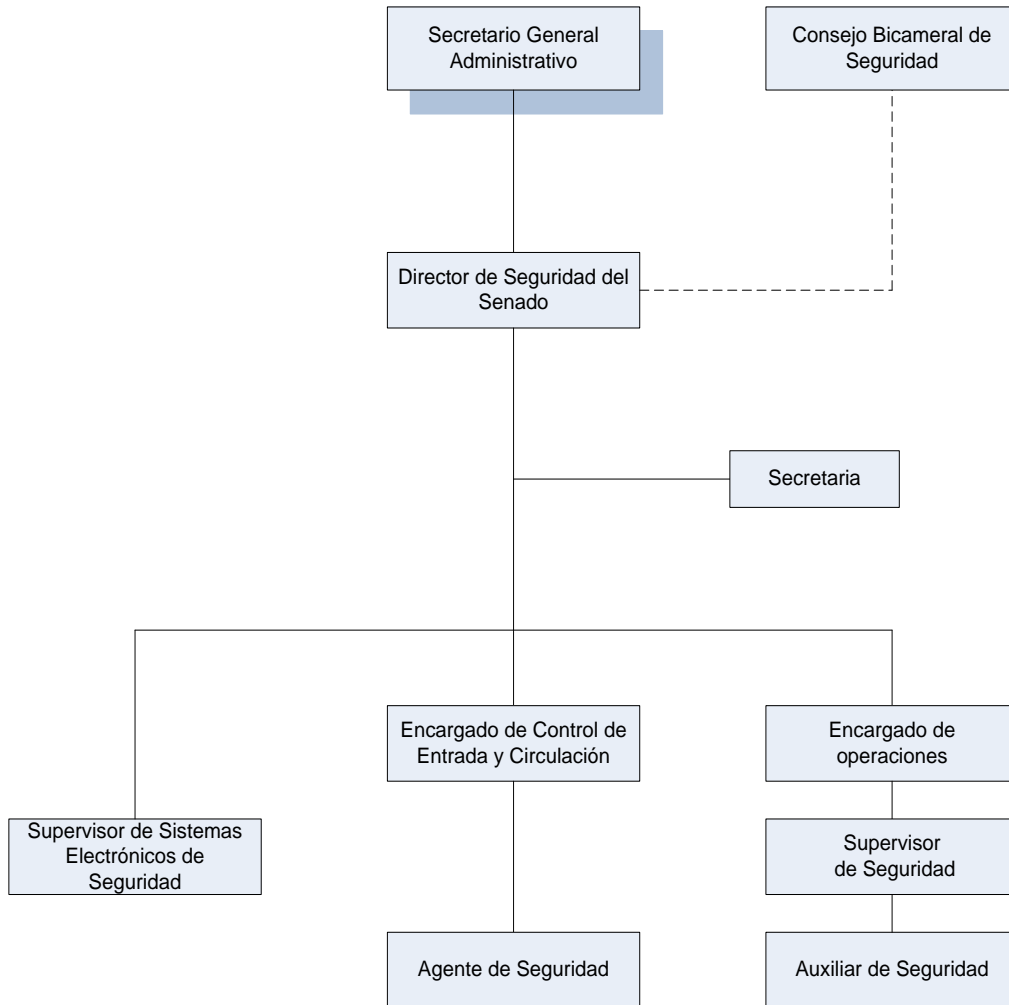 Secretario General
Administrativo
Consejo Bicameral de
Seguridad
Director de Seguridad del
Senado
Secretaria
Encargado de Control de
Entrada y Circulación
Encargado de
operaciones
Supervisor de Sistemas
Electrónicos de
Seguridad
Supervisor
de Seguridad
Agente de Seguridad
Auxiliar de Seguridad